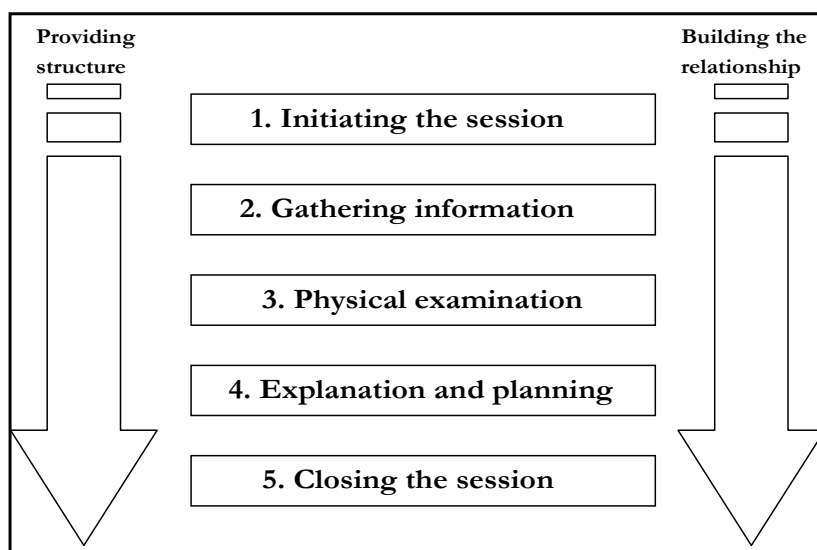 Providing
structure
Building the
relationship
1. Initiating the session
2. Gathering information
3. Physical examination
4. Explanation and planning
5. Closing the session